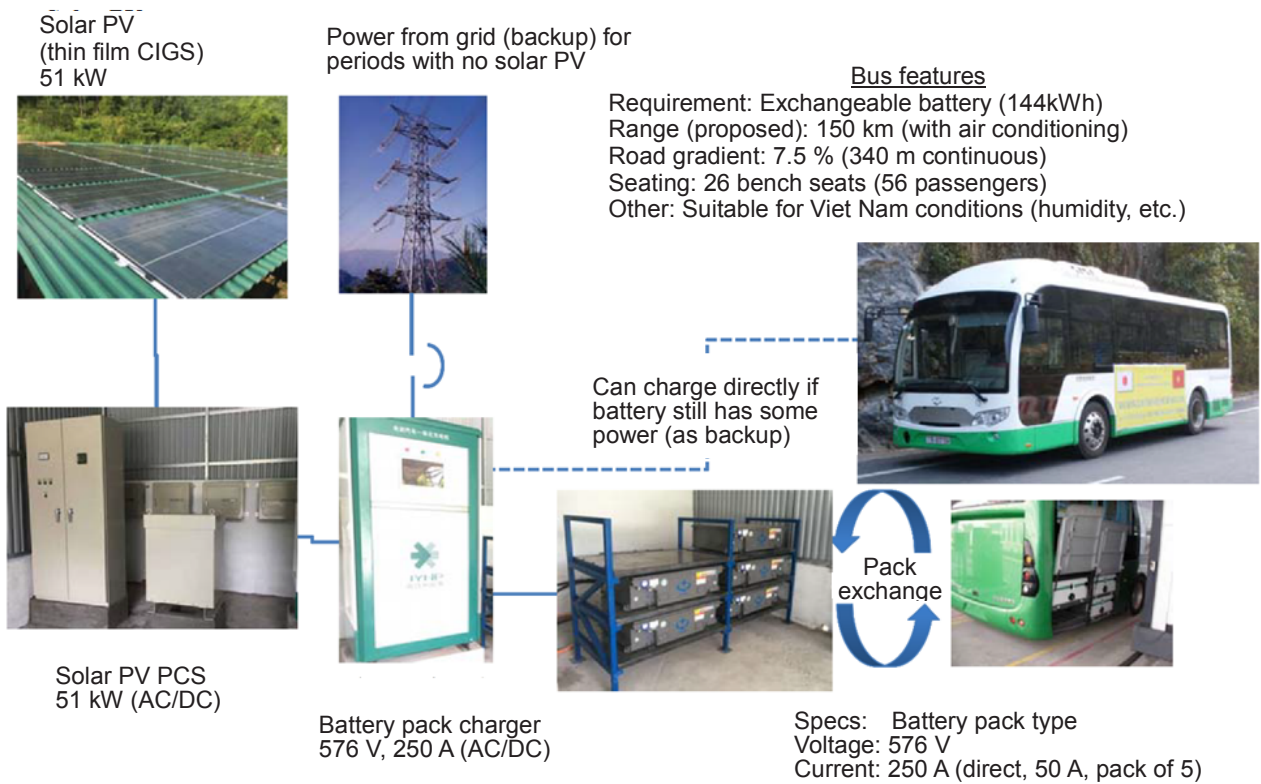 Solar PV
(thin film CIGS)
51 kW
Power from grid (backup) for
periods with no solar PV
Bus features
Requirement: Exchangeable battery (144kWh)
Range (proposed): 150 km (with air conditioning)
Road gradient: 7.5 % (340 m continuous)
Seating: 26 bench seats (56 passengers)
Other: Suitable for Viet Nam conditions (humidity, etc.)
Can charge directly if
battery still has some
power (as backup)
Pack
exchange
Solar PV PCS
51 kW (AC/DC)
Battery pack charger
576 V, 250 A (AC/DC)
Specs: Battery pack type
Voltage: 576 V
Current: 250 A (direct, 50 A, pack of 5)